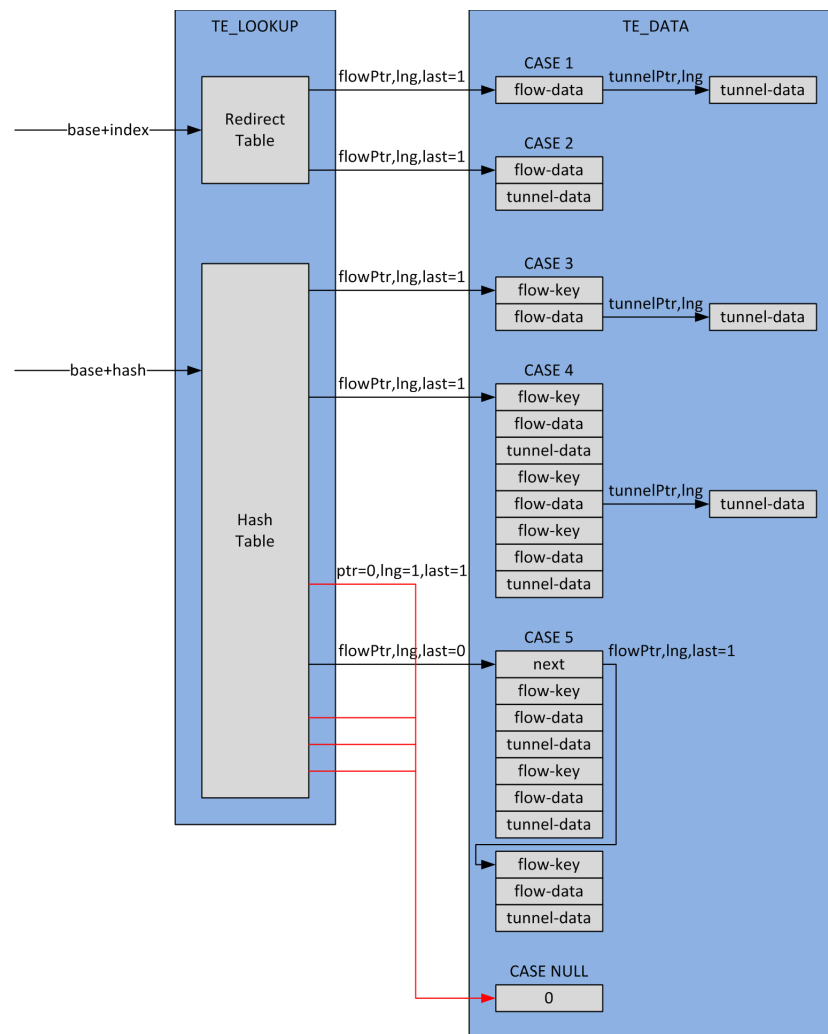 TE_LOOKUP
TE_DATA
CASE 1
flowPtr,lng,last=1
flow-data
tunnelPtr,lng
tunnel-data
Redirect
Table
base+index
CASE 2
flowPtr,lng,last=1
flow-data
tunnel-data
CASE 3
flowPtr,lng,last=1
flow-key
flow-data
tunnelPtr,lng
tunnel-data
base+hash
CASE 4
flowPtr,lng,last=1
flow-key
flow-data
tunnel-data
flow-key
flow-data
tunnelPtr,lng
tunnel-data
flow-key
flow-data
tunnel-data
Hash
Table
ptr=0,lng=1,last=1
CASE 5
flowPtr,lng,last=0
next
flowPtr,lng,last=1
flow-key
flow-data
tunnel-data
flow-key
flow-data
tunnel-data
flow-key
flow-data
tunnel-data
CASE NULL
0